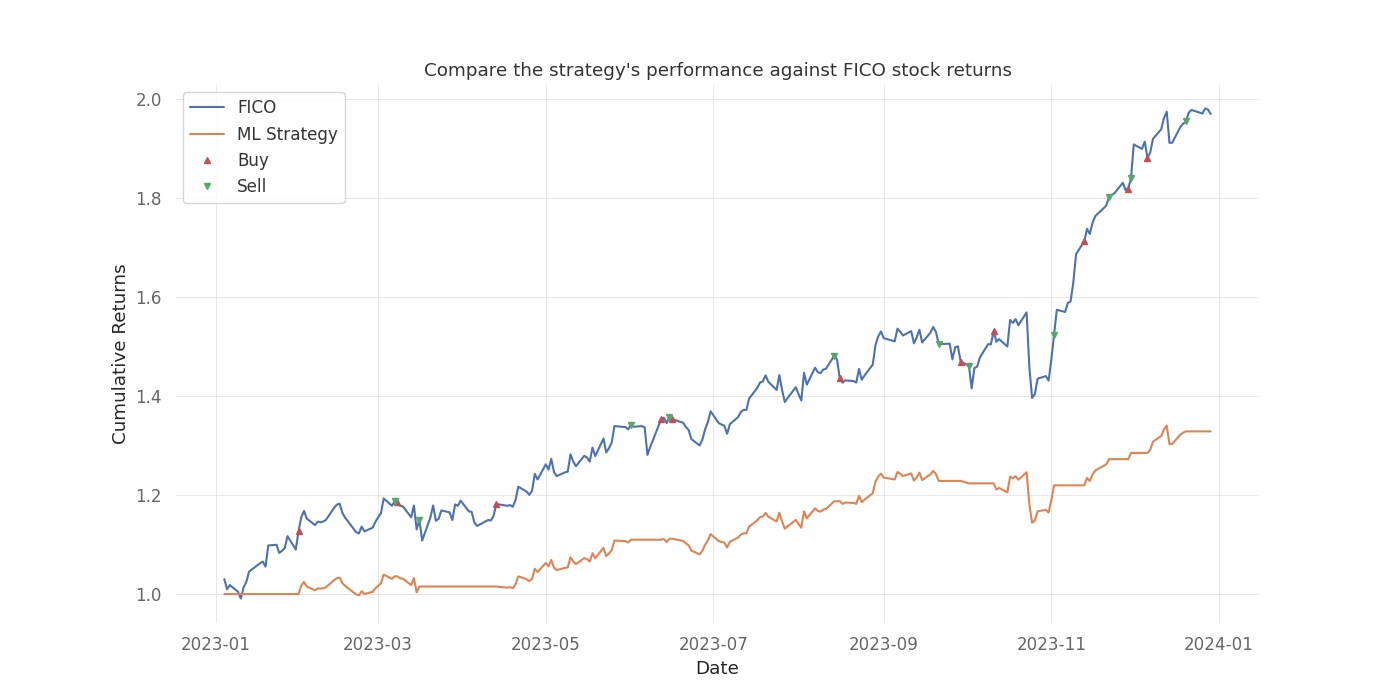 Compare the strategy's performance against FICO stock returns
FICO
ML Strategy
Buy
Sell
Cumulative Returns
2.0
1.8
1.6
1.4
1.2
1.0
2023-01
2023-03
2023-05
2023-07
2023-09
2023-11
2024-01
Date